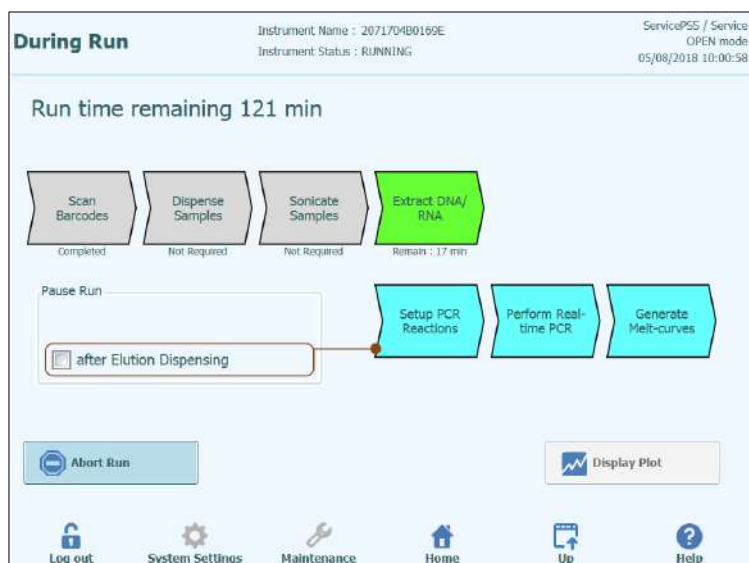 During Run
Instrument Name : 2071704B0169E
Instrument Status : RUNNING
ServicePSS / Service
OPEN mode
05/08/2018 10:00:58
Run time remaining 121 min
Scan
Barcodes
Completed
Dispense
Samples
Not Required
Sonicate
Samples
Not Required
Extract DNA/
RNA
Remain : 17 min
Pause Run
after Elution Dispensing
Setup PCR
Reactions
Perform Real-
time PCR
Generate
Melt-curves
Abort Run
Display Plot
Log out
System Settings
Maintenance
Home
Up
Help